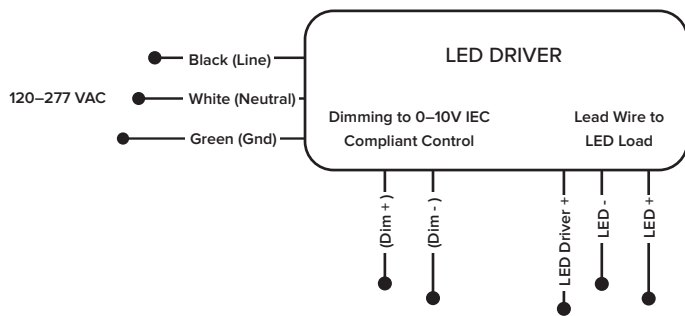 LED DRIVER
Black (Line)
120–277 VAC
White (Neutral)
Green (Gnd)
Dimming to 0–10V IEC
Compliant Control
Lead Wire to
LED Load
(Dim + )
(Dim - )
LED Driver +
LED -
LED +